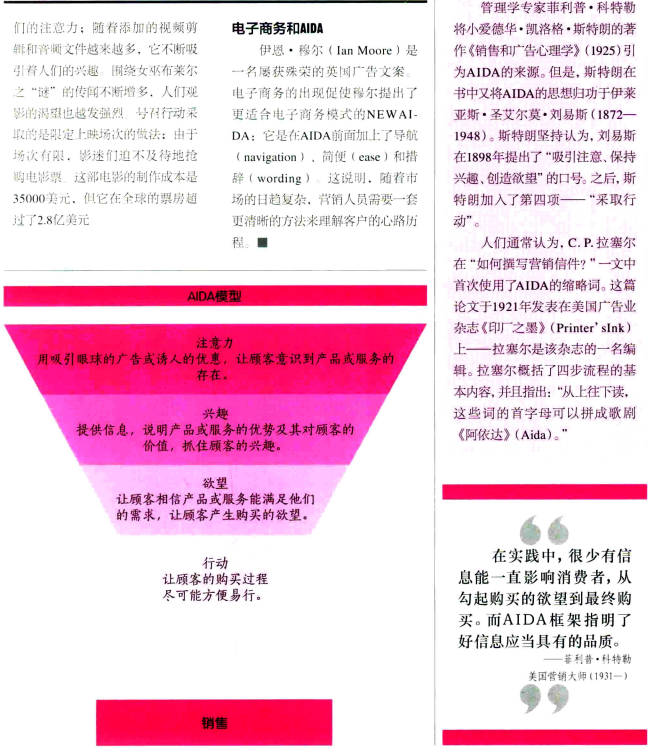 们的注意力；随着添加的视频剪
辑和音频文件越来越多，它不断吸
引着人们的兴趣。围绕女巫布莱尔
之“谜”的传闻不断增多，人们观
影的渴望也越发强烈。号召行动采
取的是限定上映场次的做法：由于
场次有限，影迷们迫不及待地抢
购电影票。这部电影的制作成本是
35000美元，但它在全球的票房超
过了2.8亿美元
电子商务和AIDA
伊恩·穆尔（Ian Moore）是
一名屡获殊荣的英国广告文案。
电子商务的出现促使穆尔提出了
更适合电子商务模式的NEWAI-
DA；它是在AIDA前面加上了导航
（navigation）、简便（ease）和措
辞（wording）。这说明，随着市
场的日趋复杂，营销人员需要一套
更清晰的方法来理解客户的心路历
程。■
AIDA模型
注意力
用吸引眼球的广告或诱人的优惠，让顾客意识到产品或服务的
存在。
兴趣
提供信息，说明产品或服务的优势及其对顾客的
价值，抓住顾客的兴趣。
欲望
让顾客相信产品或服务能满足他们
的需求，让顾客产生购买的欲望。
行动
让顾客的购买过程
尽可能方便易行。
销售
管理学专家菲利普·科特勒
将小爱德华·凯洛格·斯特朗的著
作《销售和广告心理学》(1925)引
为AIDA的来源。但是，斯特朗在
书中又将AIDA的思想归功于伊莱
亚斯·圣艾尔莫·刘易斯(1872—
1948)。斯特朗坚持认为，刘易斯
在1898年提出了“吸引注意、保持
兴趣、创造欲望”的口号。之后，斯
特朗加入了第四项——“采取行
动”。
人们通常认为，C. P. 拉塞尔
在“如何撰写营销信件？”一文中
首次使用了AIDA的缩略词。这篇
论文于1921年发表在美国广告业
杂志《印厂之墨》(Printer'sInk)
上——拉塞尔是该杂志的一名编
辑。拉塞尔概括了四步流程的基
本内容，并且指出：“从上往下读，
这些词的首字母可以拼成歌剧
《阿依达》(Aida)。”
“
在实践中，很少有信
息能一直影响消费者，从
勾起购买的欲望到最终购
买。而AIDA框架指明了
好信息应当具有的品质。
——菲利普·科特勒
美国营销大师(1931—)
”